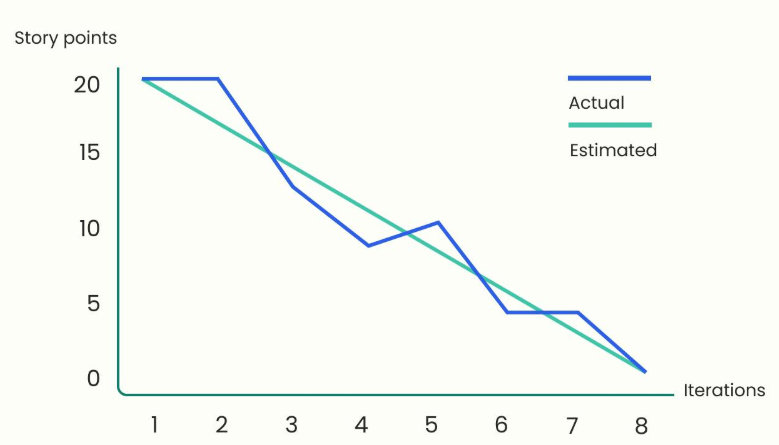 Story points
20
15
10
5
0
Actual
Estimated
Iterations
1 2 3 4 5 6 7 8